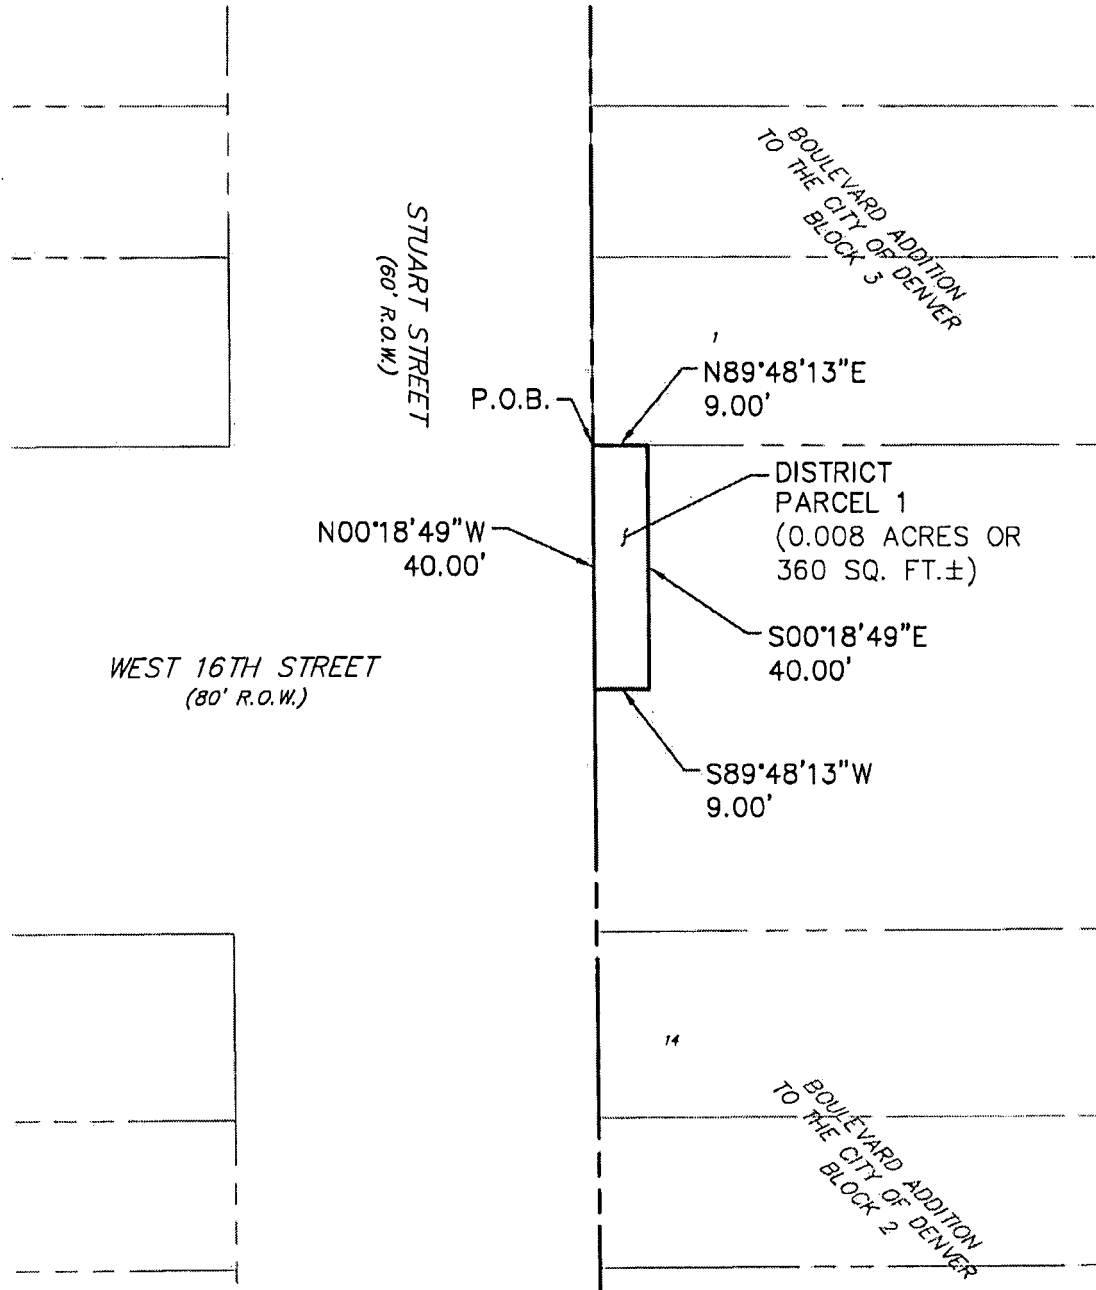 BOULEVARD ADDITION
TO THE CITY OF DENVER
BLOCK 3
STUART STREET
(60' R.O.W.)
1
N89°48'13"E
9.00'
P.O.B.
DISTRICT
PARCEL 1
(0.008 ACRES OR
360 SQ. FT.±)
N00°18'49"W
40.00'
S00°18'49"E
40.00'
WEST 16TH STREET
(80' R.O.W.)
S89°48'13"W
9.00'
14
BOULEVARD ADDITION
TO THE CITY OF DENVER
BLOCK 2